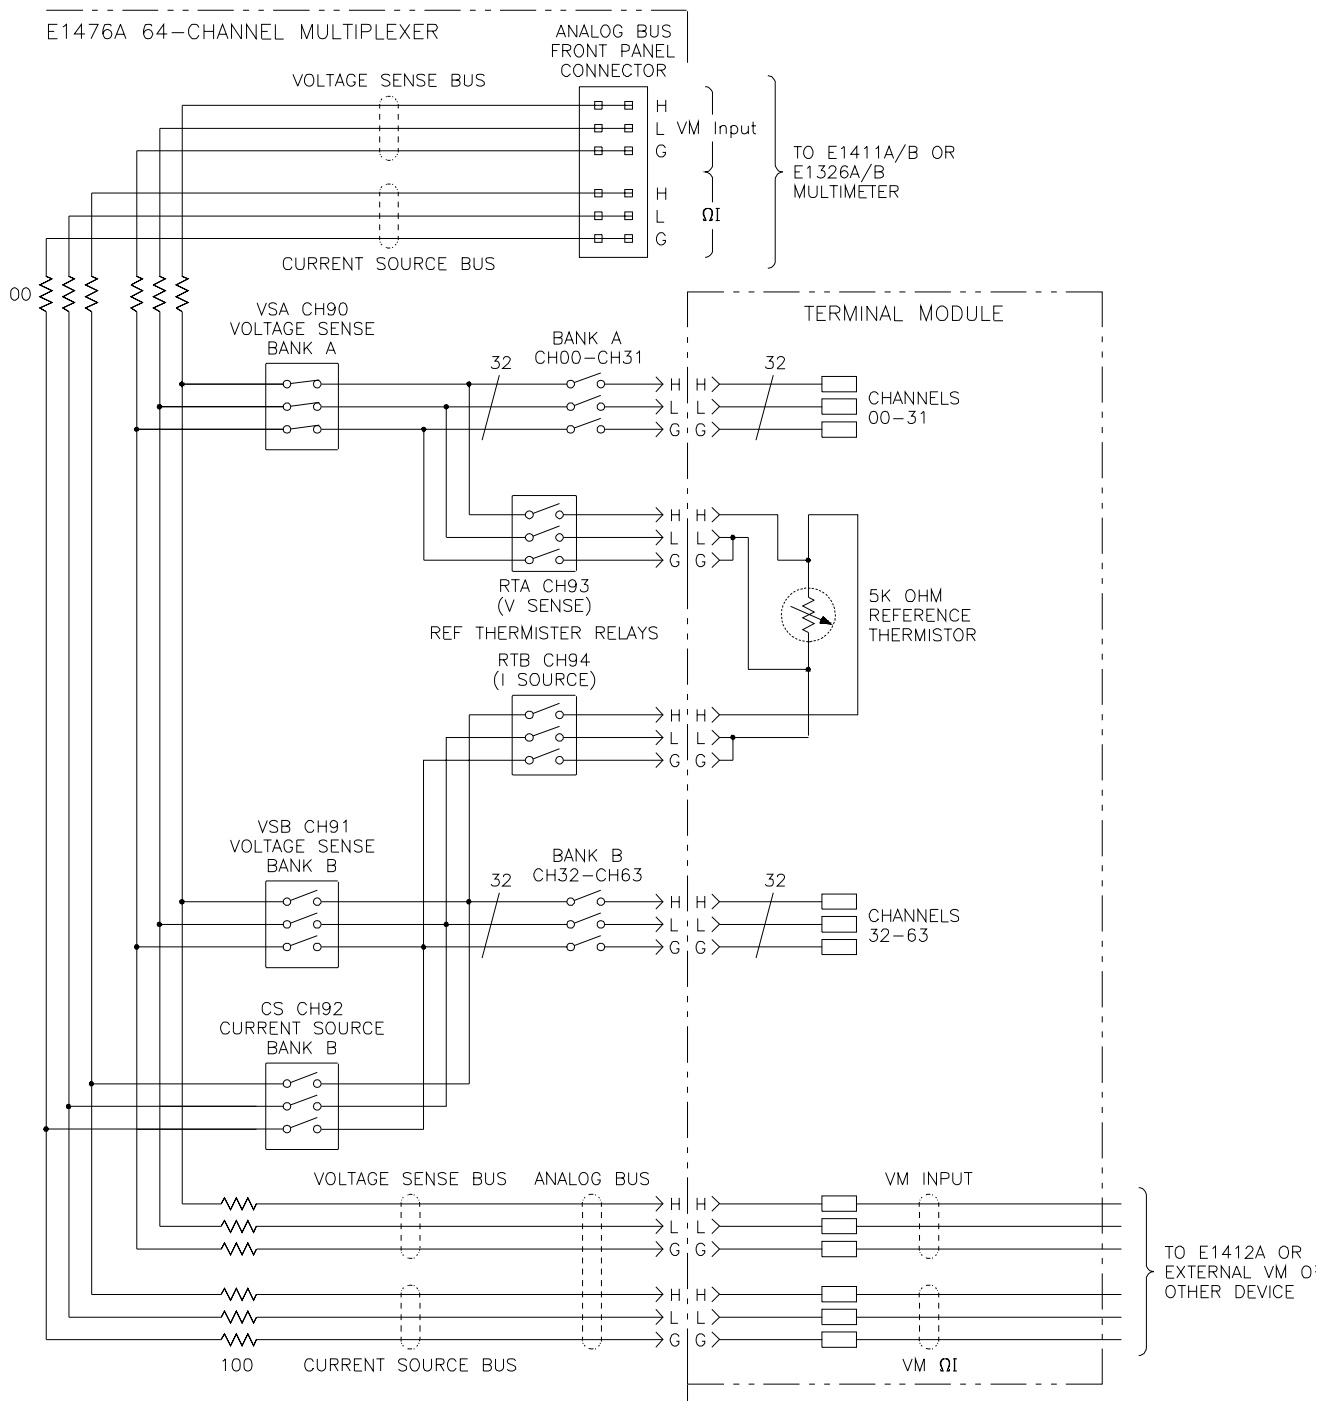 E1476A 64-CHANNEL MULTIPLEXER
ANALOG BUS
FRONT PANEL
CONNECTOR
VOLTAGE SENSE BUS
H
L VM Input
G
H
L ΩI
G
TO E1411A/B OR
E1326A/B
MULTIMETER
CURRENT SOURCE BUS
00
VSA CH90
VOLTAGE SENSE
BANK A
32
BANK A
CH00-CH31
TERMINAL MODULE
32
H H
L L
G G
CHANNELS
00-31
H H
L L
G G
RTA CH93
(V SENSE)
REF THERMISTER RELAYS
RTB CH94
(I SOURCE)
5K OHM
REFERENCE
THERMISTOR
H H
L L
G G
VSB CH91
VOLTAGE SENSE
BANK B
32
BANK B
CH32-CH63
32
H H
L L
G G
CHANNELS
32-63
CS CH92
CURRENT SOURCE
BANK B
VOLTAGE SENSE BUS ANALOG BUS VM INPUT
H H
L L
G G
H H
L L
G G
TO E1412A OR
EXTERNAL VM O
OTHER DEVICE
100 CURRENT SOURCE BUS VM ΩI